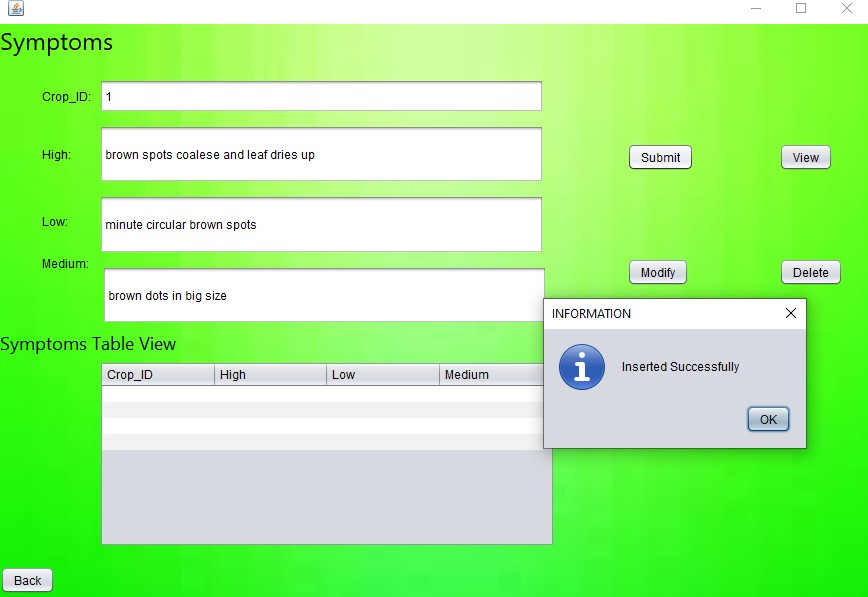 Symptoms
Crop_ID: 1
High: brown spots coalese and leaf dries up
Submit View
Low: minute circular brown spots
Medium: brown dots in big size
Modify Delete
INFORMATION
Inserted Successfully
OK
Symptoms Table View
Crop_ID High Low Medium
Back